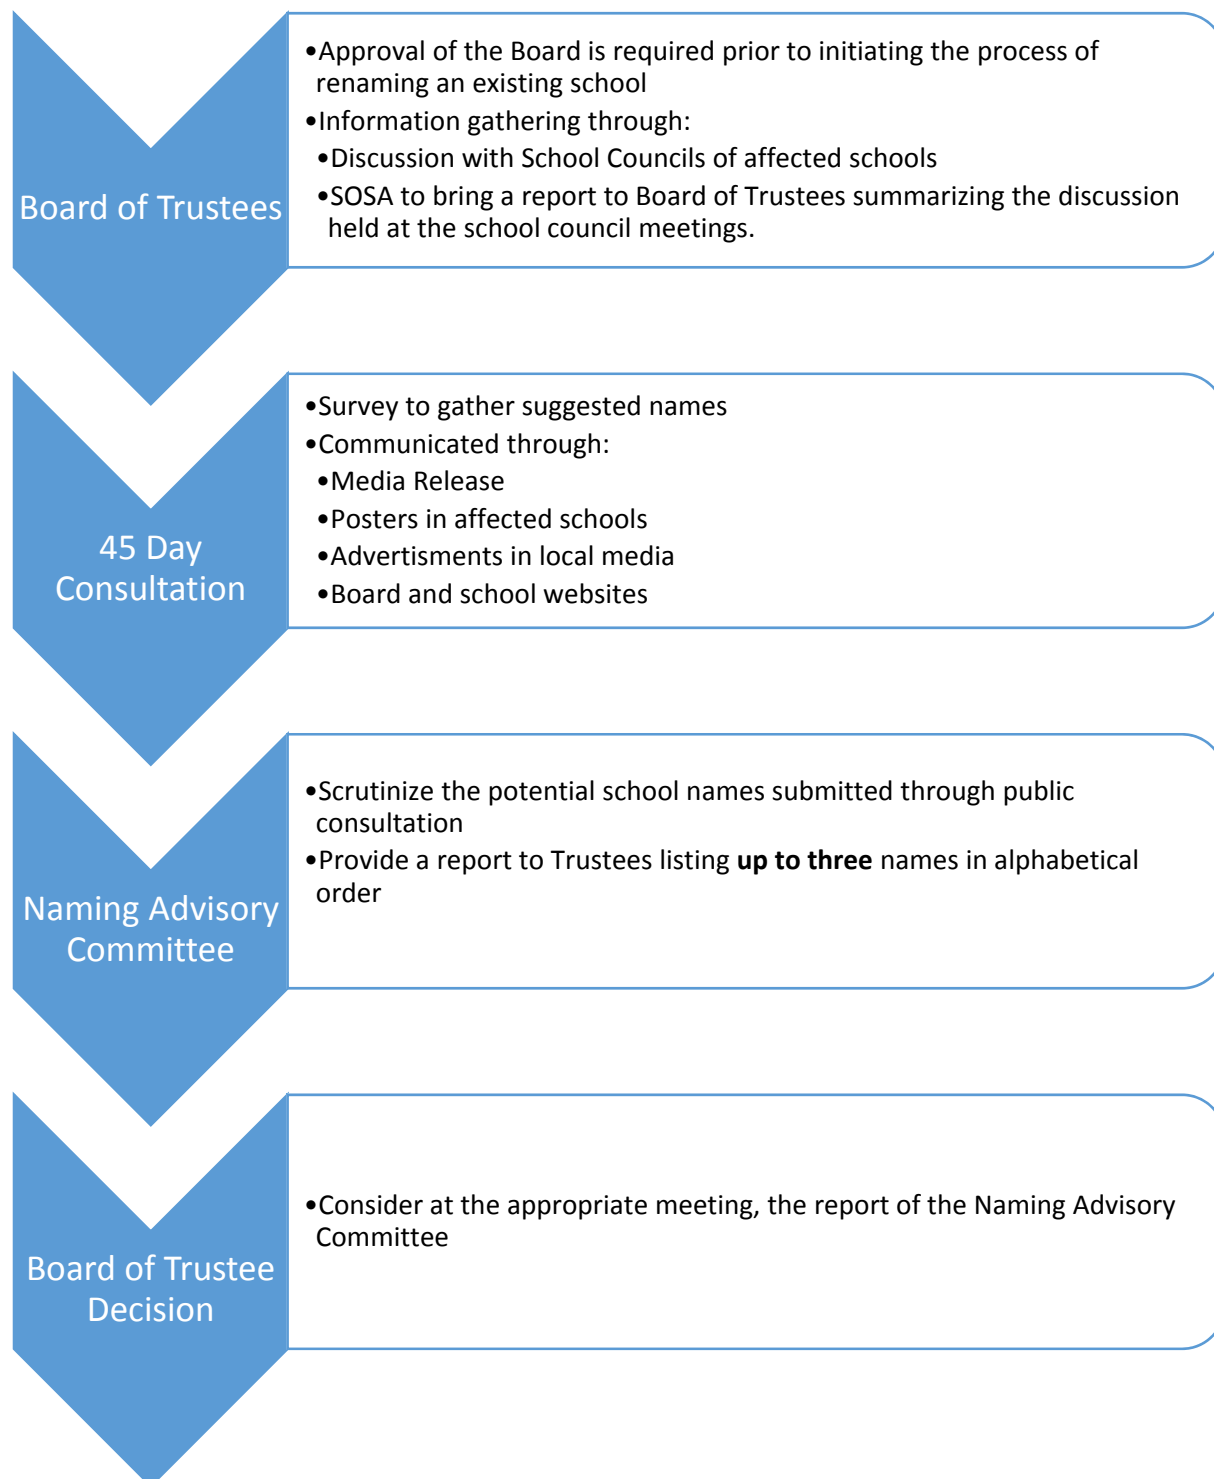 Board of Trustees
•Approval of the Board is required prior to initiating the process of
renaming an existing school
•Information gathering through:
•Discussion with School Councils of affected schools
•SOSA to bring a report to Board of Trustees summarizing the discussion
held at the school council meetings.
45 Day
Consultation
•Survey to gather suggested names
•Communicated through:
•Media Release
•Posters in affected schools
•Advertisments in local media
•Board and school websites
Naming Advisory
Committee
•Scrutinize the potential school names submitted through public
consultation
•Provide a report to Trustees listing up to three names in alphabetical
order
Board of Trustee
Decision
•Consider at the appropriate meeting, the report of the Naming Advisory
Committee